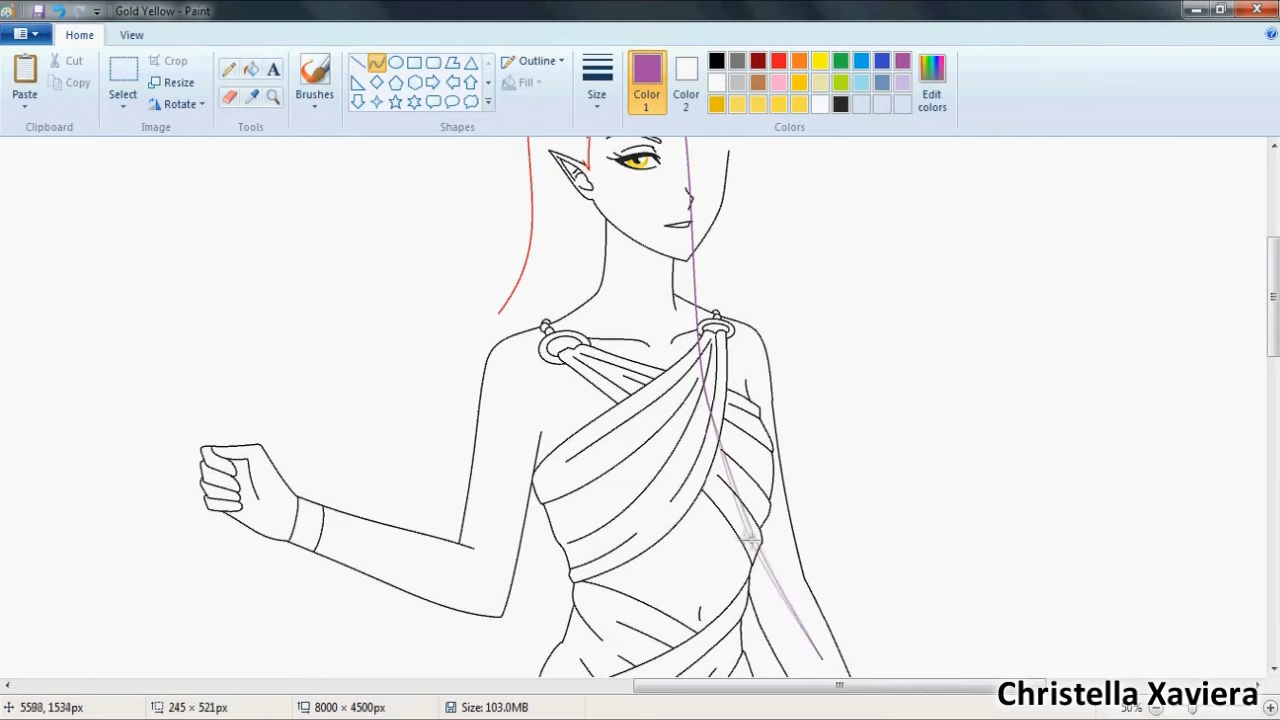 Gold Yellow - Paint
Home
View
Paste
Cut
Copy
Clipboard
Select
Crop
Resize
Rotate
Image
A
Tools
Brushes
Outline
Fill
Shapes
Size
Color 1
Color 2
Edit colors
Colors
5598, 1534px
245 × 521px
8000 × 4500px
Size: 103.0MB
50%
Christella Xaviera